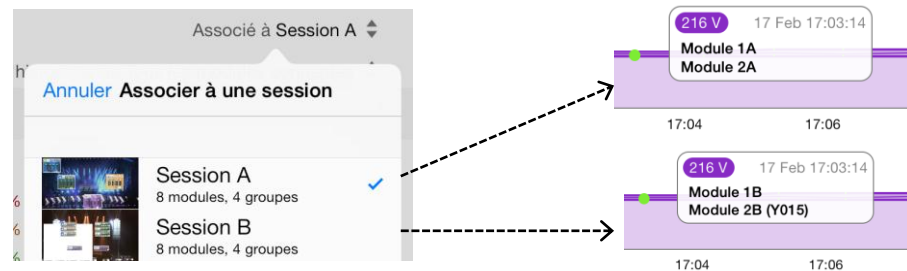 Associé à Session A
Annuler Associer à une session
Session A
8 modules, 4 groupes
Session B
8 modules, 4 groupes
%
%
216 V 17 Feb 17:03:14
Module 1A
Module 2A
17:04 17:06
216 V 17 Feb 17:03:14
Module 1B
Module 2B (Y015)
17:04 17:06